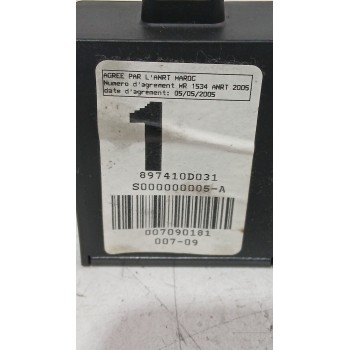 AGREE PAR L'ANRT MAROC
Numero d'agrement MR 1534 ANRT 2005
date d'agrement: 05/05/2005
1
897410D031
S000000005-A
007090181
007-09